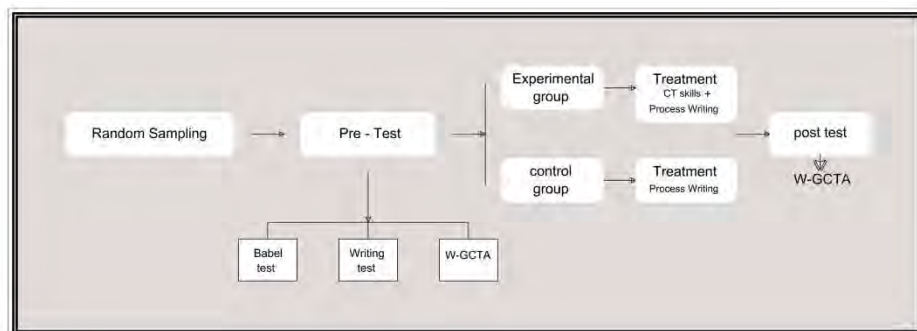 Random Sampling
Pre - Test
Experimental
group
Treatment
CT skills +
Process Writing
control
group
Treatment
Process Writing
post test
W-GCTA
Babel
test
Writing
test
W-GCTA